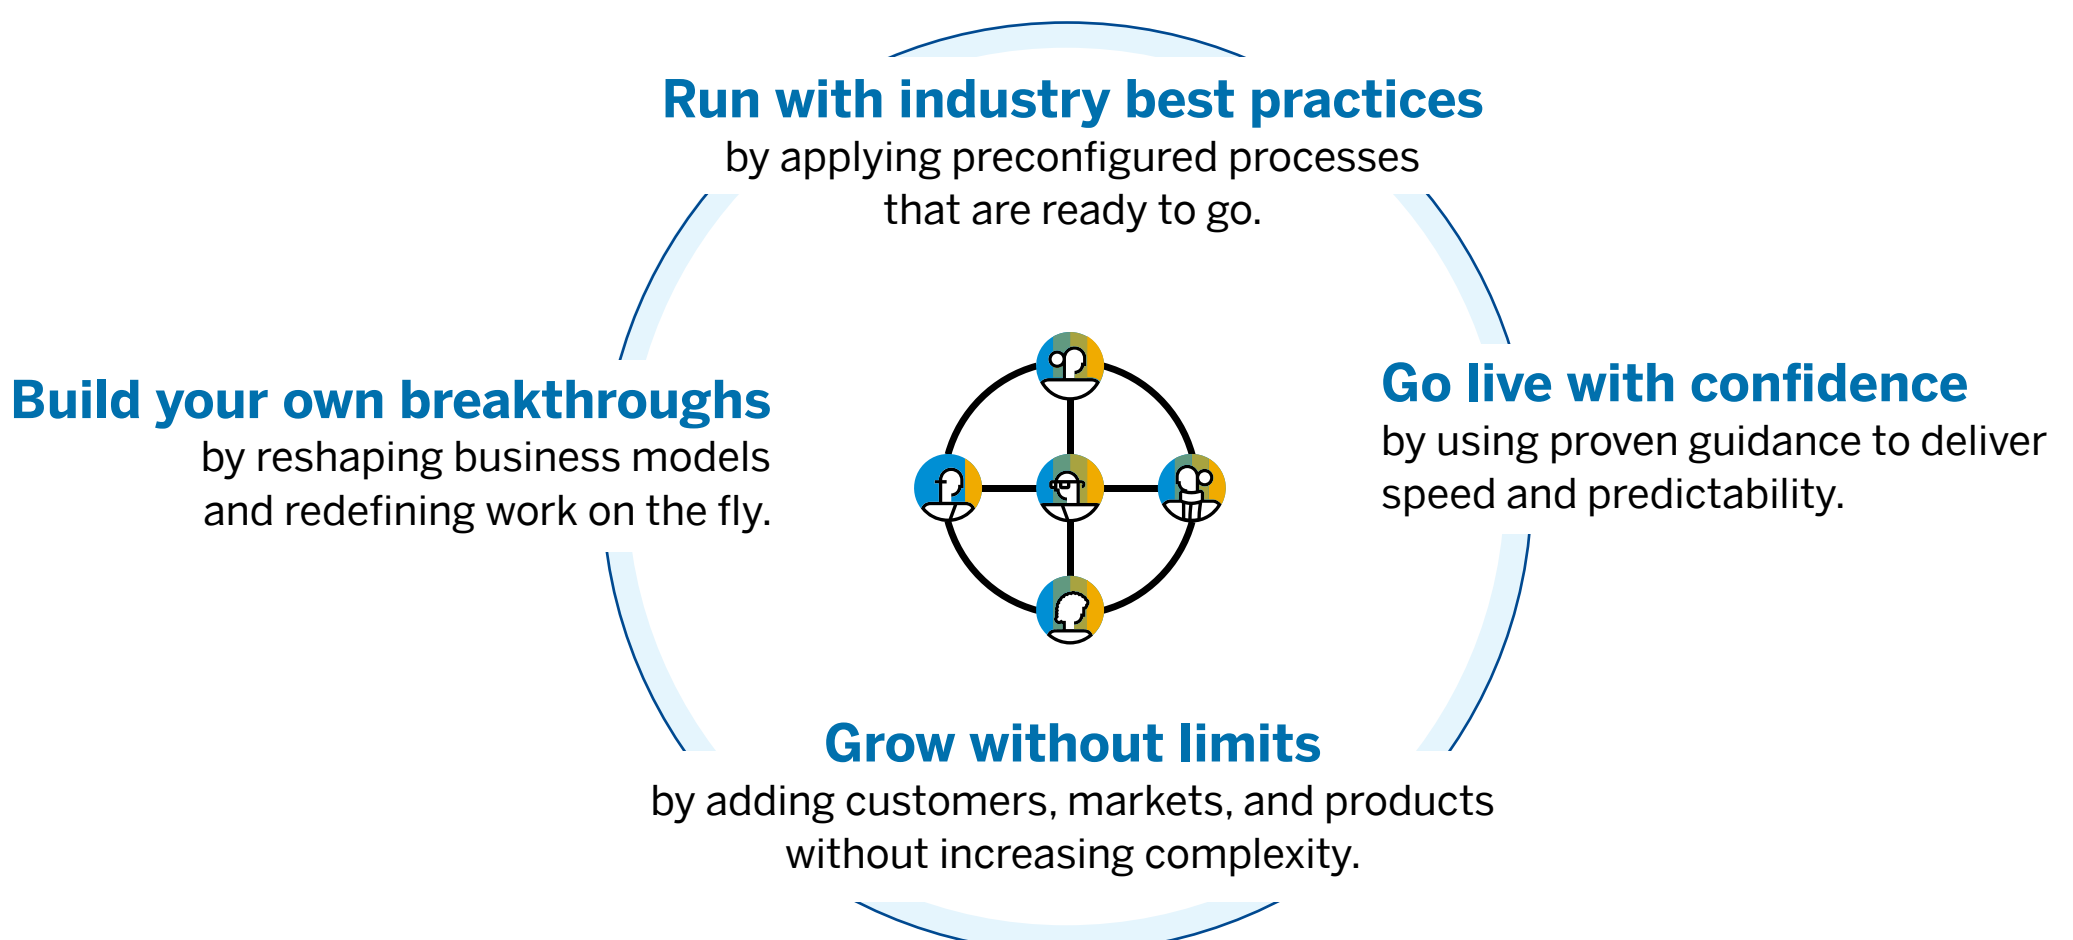 Run with industry best practices
by applying preconfigured processes
that are ready to go.
Build your own breakthroughs
by reshaping business models
and redefining work on the fly.
Go live with confidence
by using proven guidance to deliver
speed and predictability.
Grow without limits
by adding customers, markets, and products
without increasing complexity.